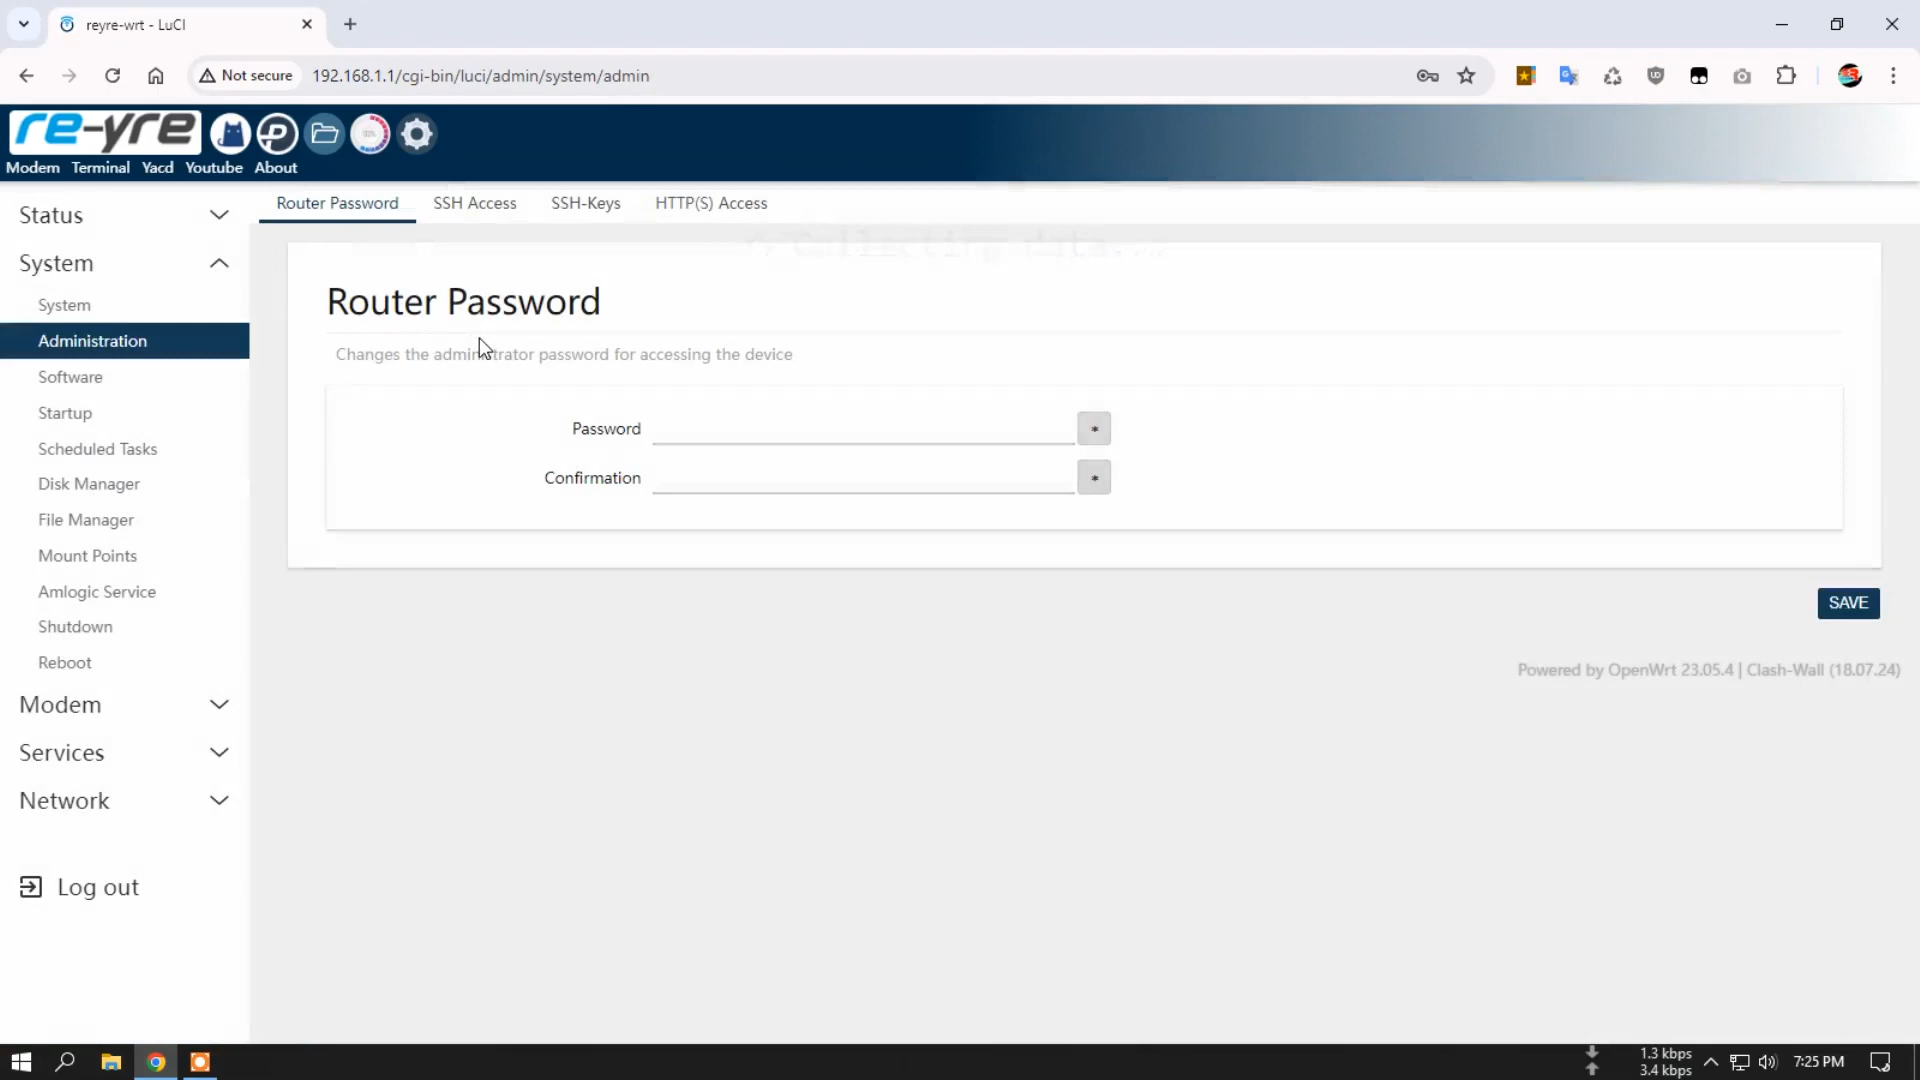 reyre-wrt - LuCI
Not secure
192.168.1.1/cgi-bin/luci/admin/system/admin
re-yre
Modem Terminal Yacd Youtube About
Router Password SSH Access SSH-Keys HTTP(S) Access
Collecting data...
Status
System
System
Administration
Software
Startup
Scheduled Tasks
Disk Manager
File Manager
Mount Points
Amlogic Service
Shutdown
Reboot
Modem
Services
Network
Log out
Router Password
Changes the administrator password for accessing the device
Password *
Confirmation *
SAVE
Powered by OpenWrt 23.05.4 | Clash-Wall (18.07.24)
1.3 kbps
3.4 kbps
7:25 PM